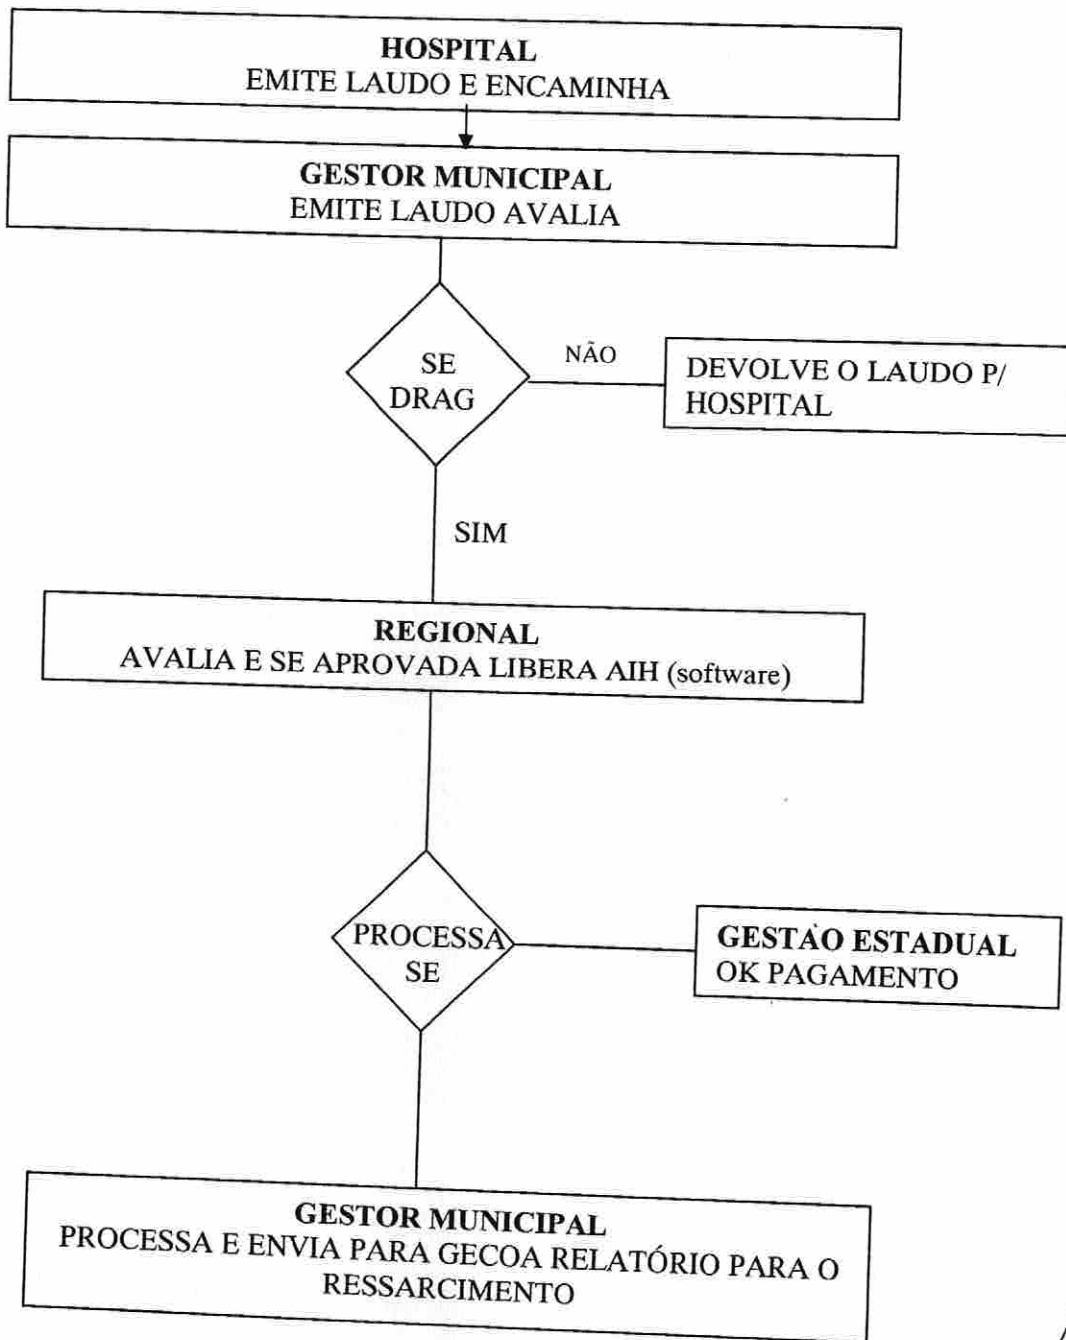 HOSPITAL
EMITE LAUDO E ENCAMINHA
GESTOR MUNICIPAL
EMITE LAUDO AVALIA
SE
DRAG
NÃO
DEVOLVE O LAUDO P/
HOSPITAL
SIM
REGIONAL
AVALIA E SE APROVADA LIBERA AIH (software)
PROCESSA
SE
GESTÃO ESTADUAL
OK PAGAMENTO
GESTOR MUNICIPAL
PROCESSA E ENVIA PARA GECOA RELATÓRIO PARA O
RESSARCIMENTO